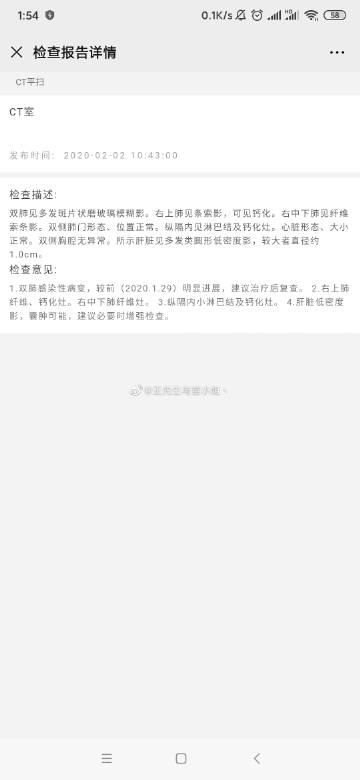 1:54
0.1K/s
HD
58
检查报告详情
CT平扫
CT室
发布时间: 2020-02-02 10:43:00
检查描述:
双肺见多发斑片状磨玻璃模糊影。右上肺见条索影，可见钙化。右中下肺见纤维
索条影。双侧肺门形态、位置正常。纵隔内见淋巴结及钙化灶。心脏形态、大小
正常。双侧胸腔无异常。所示肝脏见多发类圆形低密度影，较大者直径约
1.0cm。
检查意见:
1.双肺感染性病变，较前（2020.1.29）明显进展，建议治疗后复查。 2.右上肺
纤维、钙化灶。右中下肺纤维灶。 3.纵隔内小淋巴结及钙化灶。 4.肝脏低密度
影，囊肿可能，建议必要时增强检查。